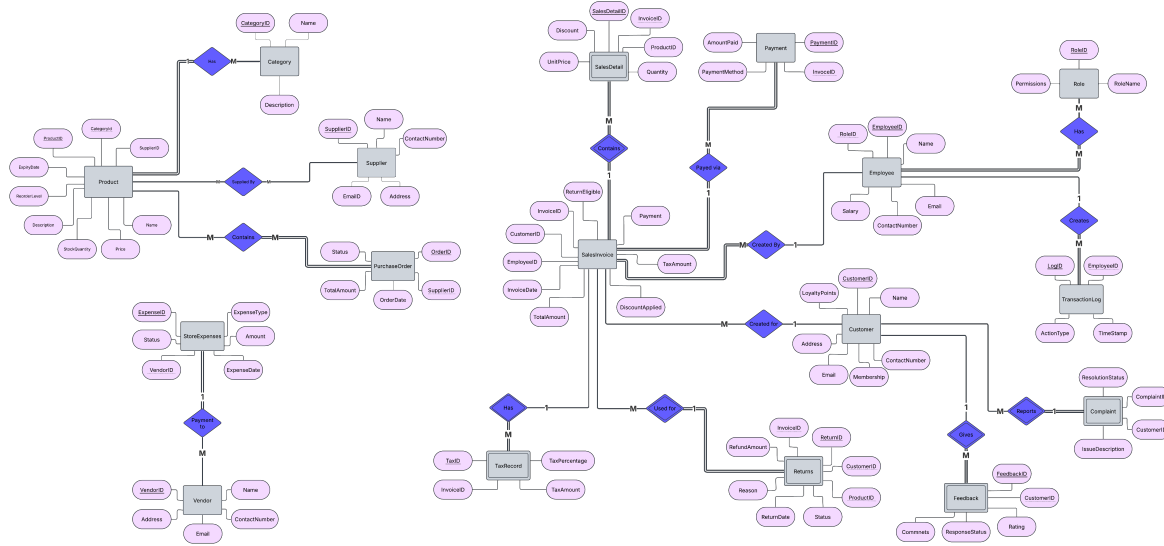 CategoryID
Name
Has
1
M
Category
Description
ProductID
CategoryId
SupplierID
ExpiryDate
ReorderLevel
Description
StockQuantity
Price
Name
Product
SupplierID
Name
ContactNumber
Supplier
EmailID
Address
Supplied By
M
M
Contains
M
M
Status
OrderID
PurchaseOrder
TotalAmount
OrderDate
SupplierID
ExpenseID
ExpenseType
Status
StoreExpenses
Amount
VendorID
ExpenseDate
1
Payment
tp
M
VendorID
Name
Vendor
Address
ContactNumber
Email
SalesDetailID
Discount
InvoiceID
UnitPrice
SalesDetail
ProductID
Quantity
M
Contains
1
AmountPaid
Payment
PaymentID
PaymentMethod
InvoceID
M
Payed via
1
ReturnEligible
InvoiceID
Payment
CustomerID
SalesInvoice
EmployeeID
TaxAmount
InvoiceDate
DiscountApplied
TotalAmount
M
Created By
1
M
Created for
1
M
Used for
1
Has
1
M
TaxID
TaxPercentage
TaxRecord
InvoiceID
TaxAmount
InvoiceID
ReturnID
RefundAmount
CustomerID
Returns
Reason
ProductID
ReturnDate
Status
RoleID
Permissions
Role
RoleName
M
Has
M
RoleID
EmployeeID
Name
Employee
Salary
Email
ContactNumber
1
Creates
M
LogID
EmployeeID
TransactionLog
ActionType
TimeStamp
CustomerID
LoyaltyPoints
Name
Customer
Address
ContactNumber
Email
Membership
M
Reports
1
ResolutionStatus
Complaint
IssueDescription
1
Gives
M
FeedbackID
Feedback
CustomerID
Commnets
ResponseStatus
Rating